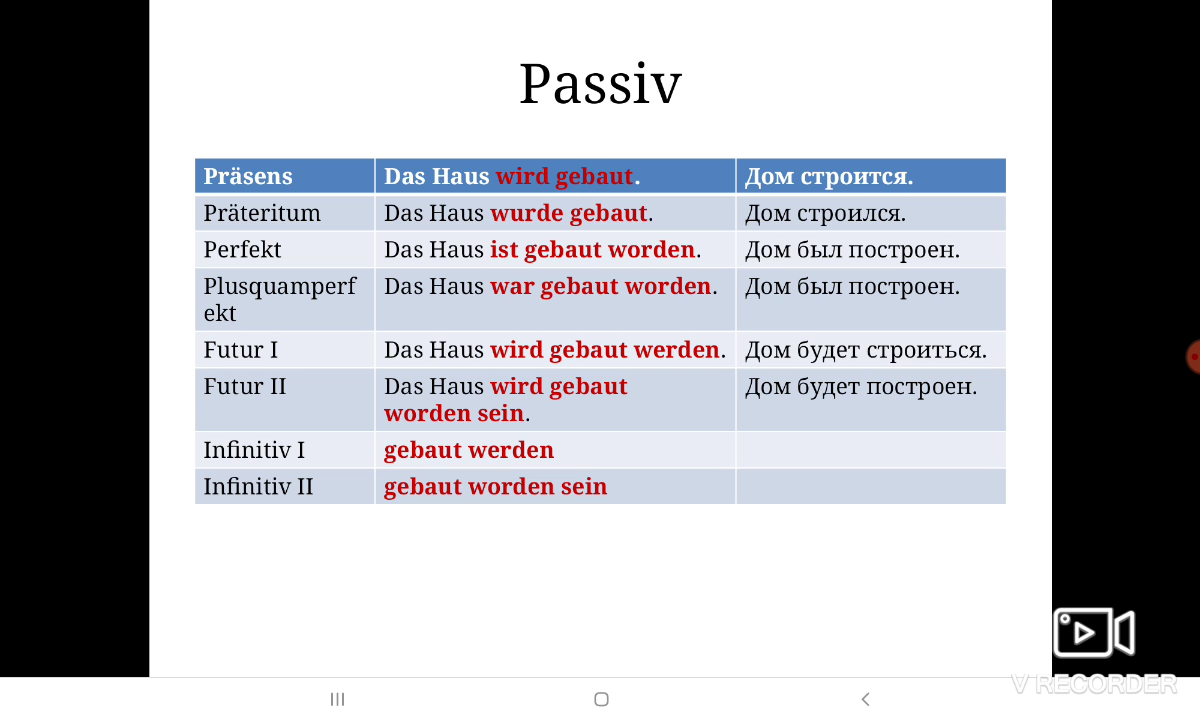 Passiv
Präsens Das Haus wird gebaut. Дом строится.
Präteritum Das Haus wurde gebaut. Дом строился.
Perfekt Das Haus ist gebaut worden. Дом был построен.
Plusquamperf Das Haus war gebaut worden. Дом был построен.
ekt
Futur I Das Haus wird gebaut werden. Дом будет строиться.
Futur II Das Haus wird gebaut Дом будет построен.
worden sein.
Infinitiv I gebaut werden
Infinitiv II gebaut worden sein
V RECORDER